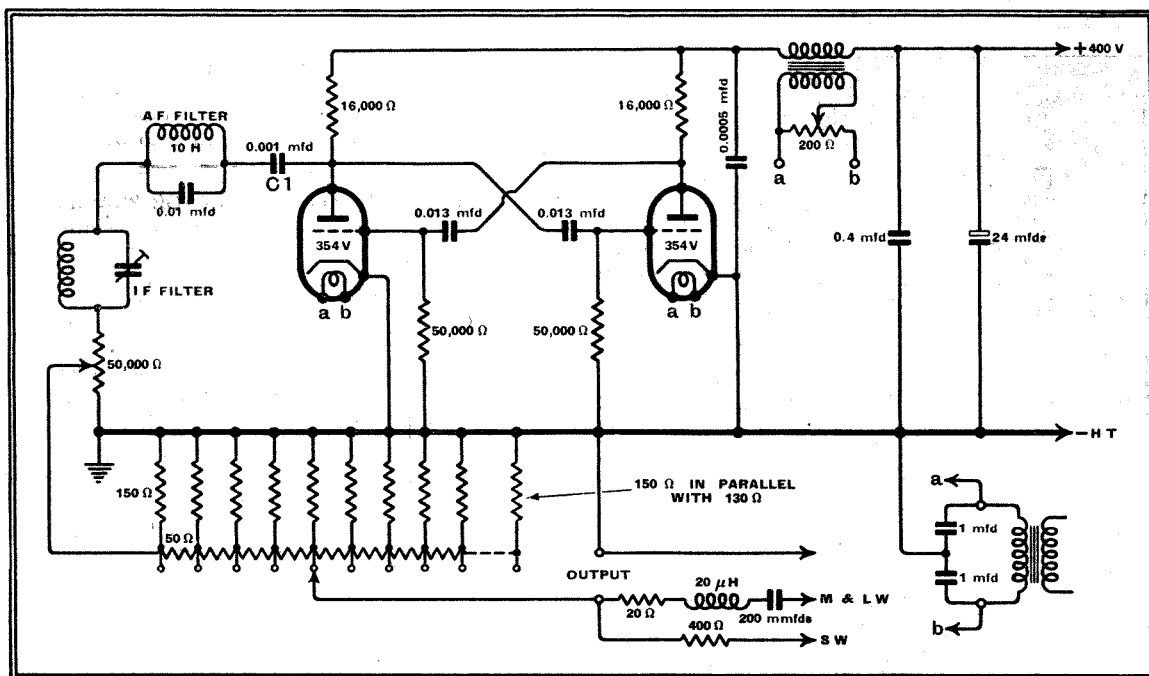 +400 V
16,000 Ω
16,000 Ω
0.0005 mfd
AF FILTER
10 H
0.001 mfd
C1
0.01 mfd
200 Ω
a b
0.013 mfd
0.013 mfd
354V
354V
0.4 mfd
24 mfds
IF FILTER
a b
a b
50,000 Ω
50,000 Ω
50,000 Ω
-HT
150 Ω
150 Ω IN PARALLEL
WITH 130 Ω
a
1 mfd
50 Ω
1 mfd
OUTPUT
20 μH
M & LW
20 Ω
200 mmfds
b
400 Ω
SW